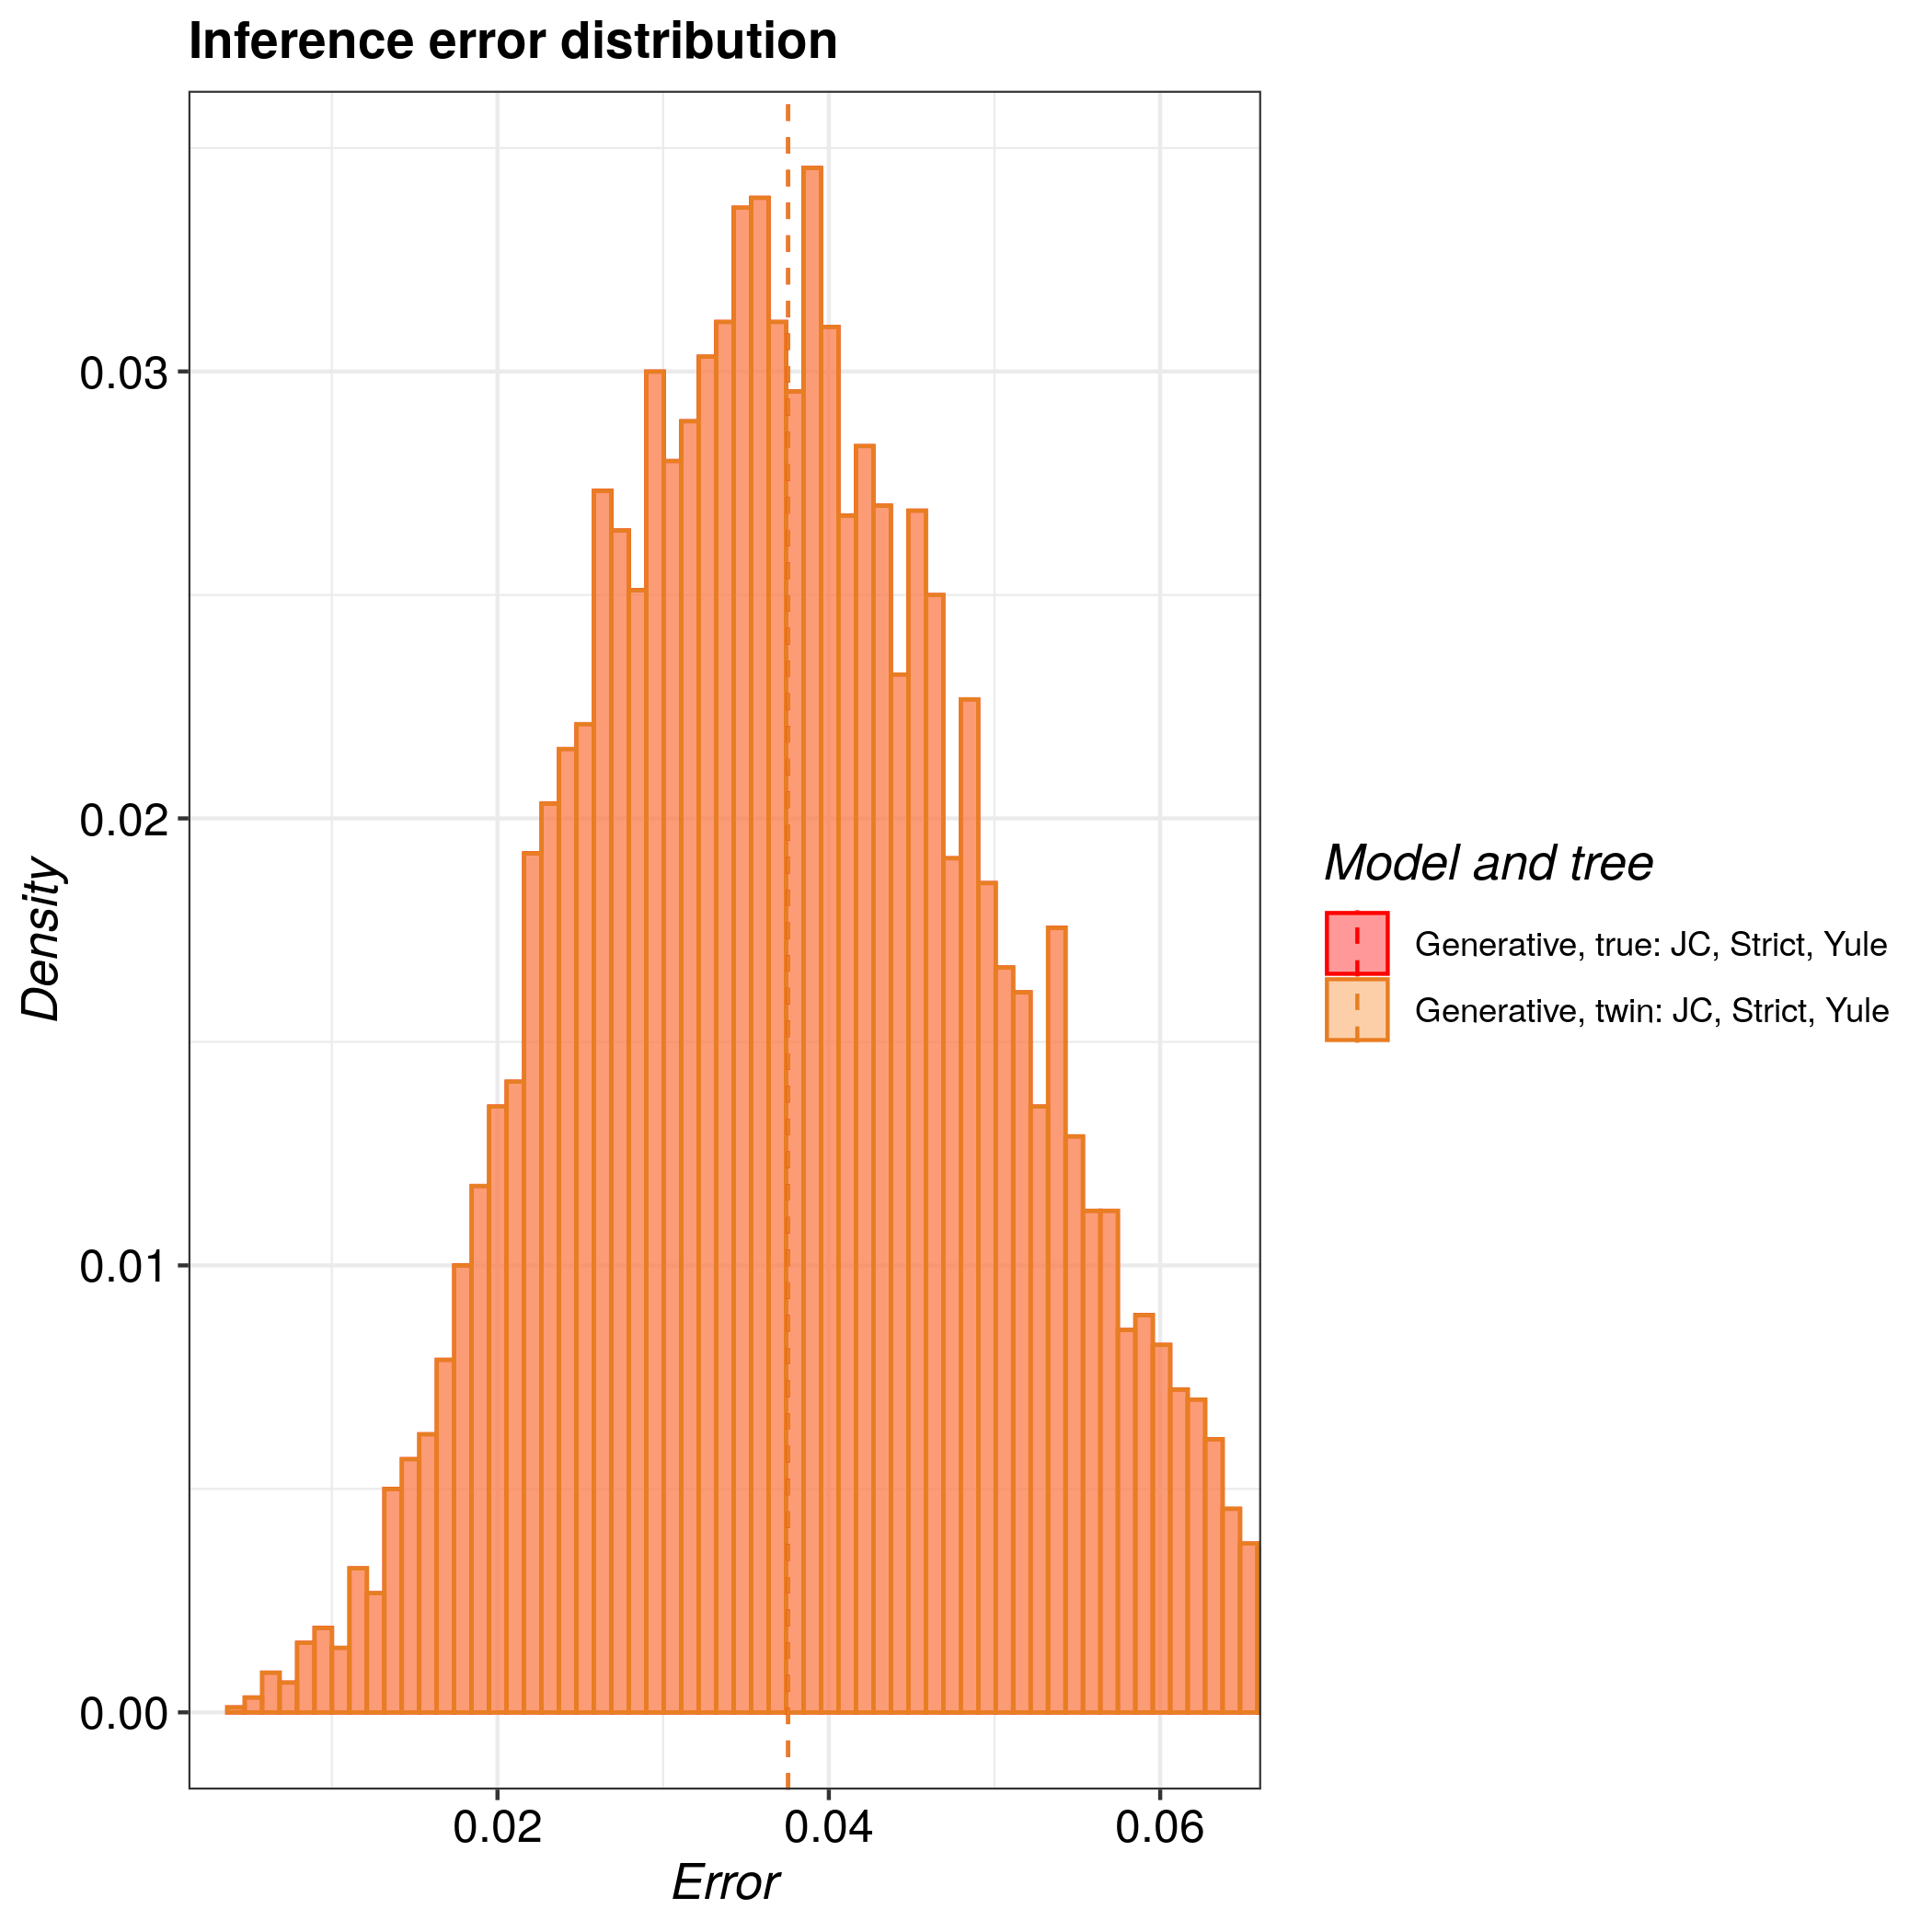 Inference error distribution
0.03
0.02
0.01
0.00
Density
0.02 0.04 0.06
Error
Model and tree
Generative, true: JC, Strict, Yule
Generative, twin: JC, Strict, Yule